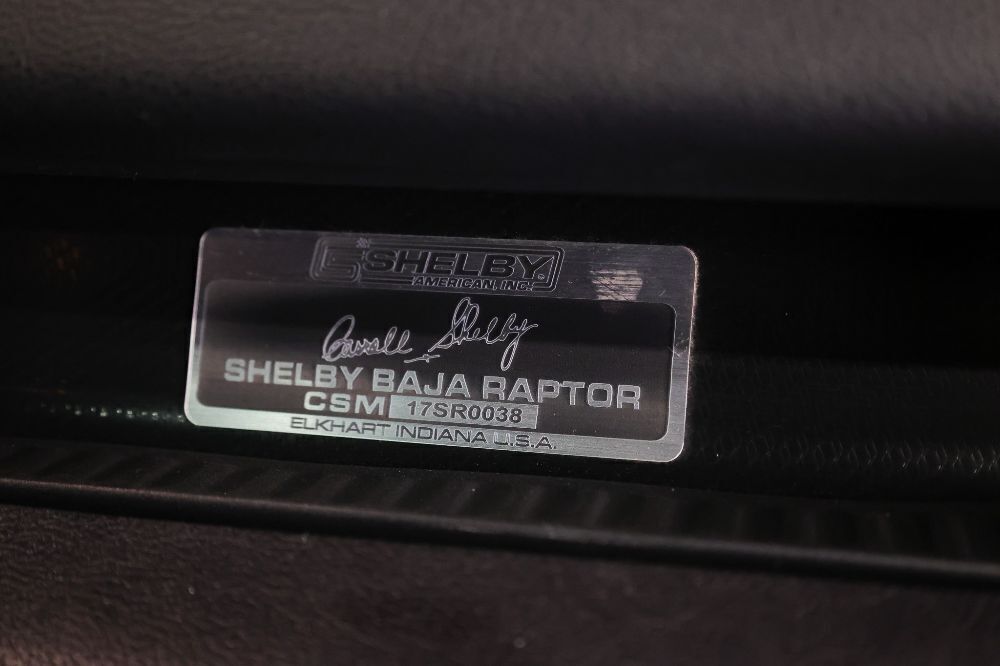 S SHELBY
AMERICAN, INC.
Carroll Shelby
SHELBY BAJA RAPTOR
CSM 17SR0038
ELKHART INDIANA U.S.A.